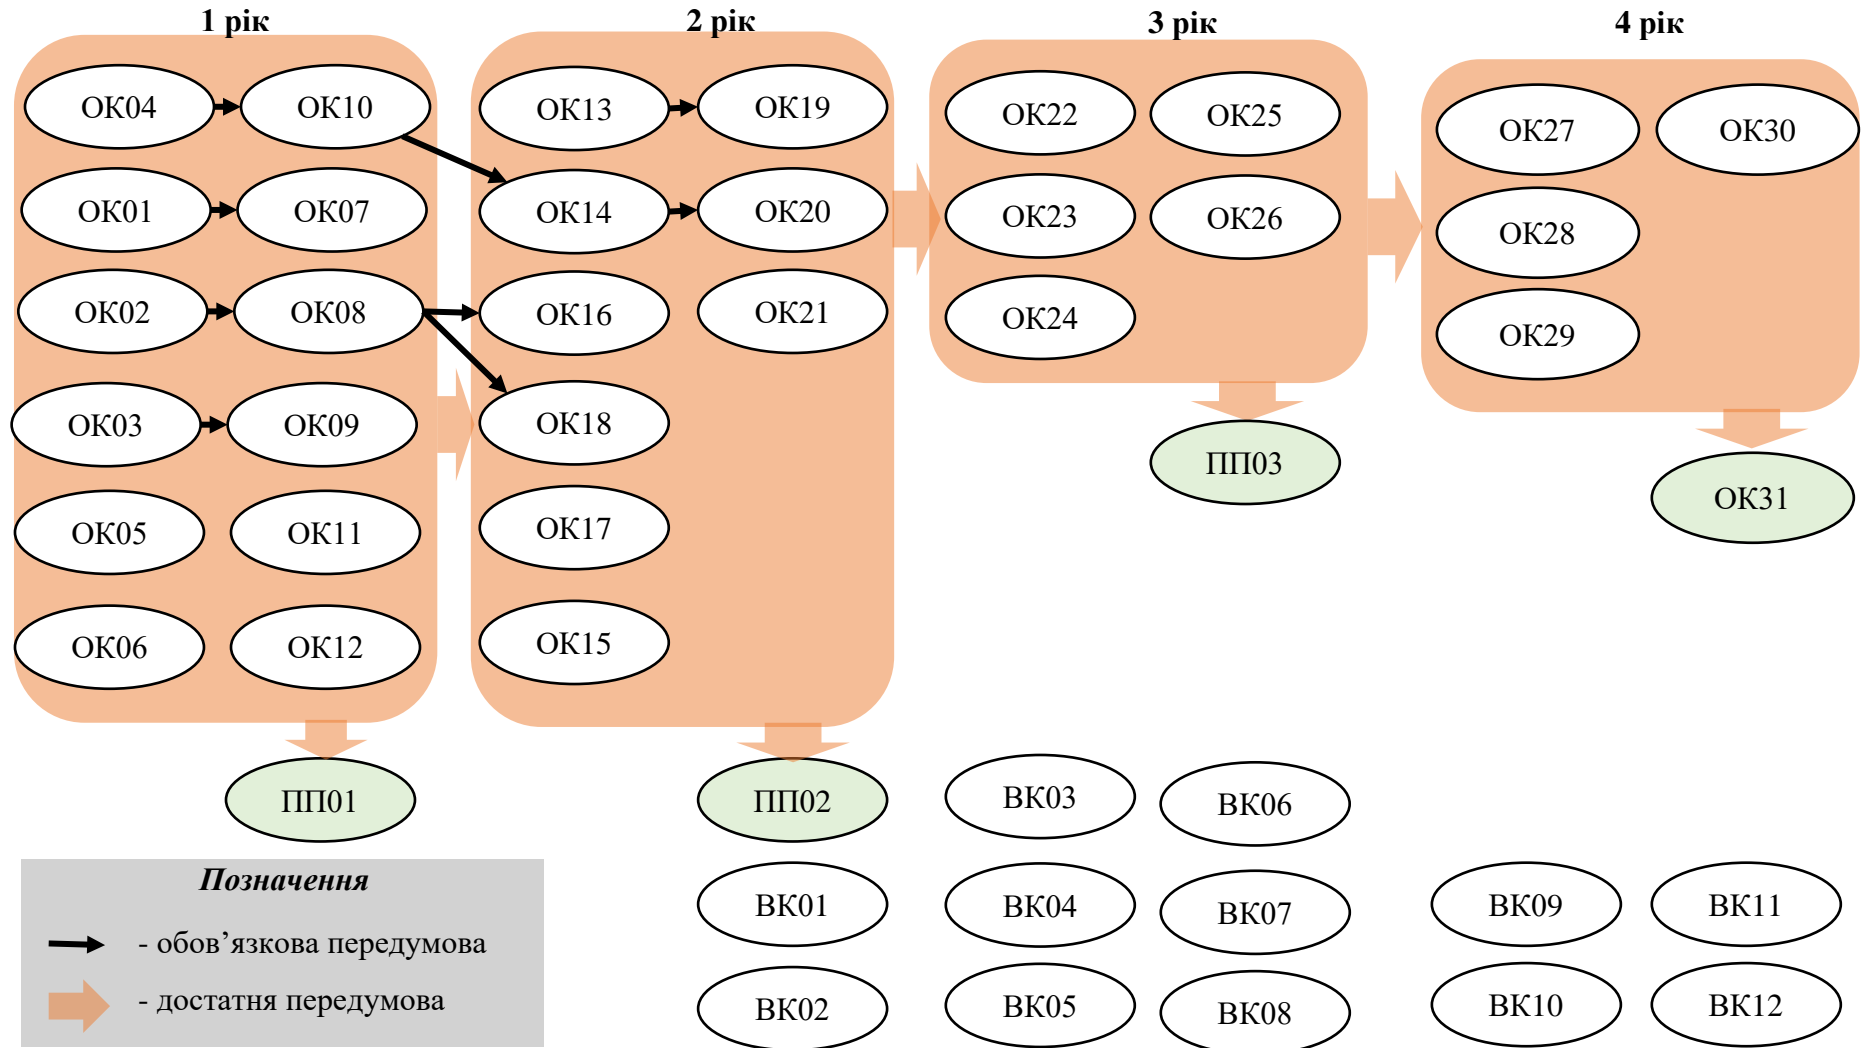 1 рік 2 рік 3 рік 4 рік
ОК04 ОК10 ОК13 ОК19 ОК22 ОК25 ОК27 ОК30
ОК01 ОК07 ОК14 ОК20 ОК23 ОК26 ОК28
ОК02 ОК08 ОК16 ОК21 ОК24 ОК29
ОК03 ОК09 ОК18 ПП03 ОК31
ОК05 ОК11 ОК17
ОК06 ОК12 ОК15
ПП01 ПП02 ВК03 ВК06
ВК01 ВК04 ВК07 ВК09 ВК11
ВК02 ВК05 ВК08 ВК10 ВК12
Позначення
- обов’язкова передумова
- достатня передумова